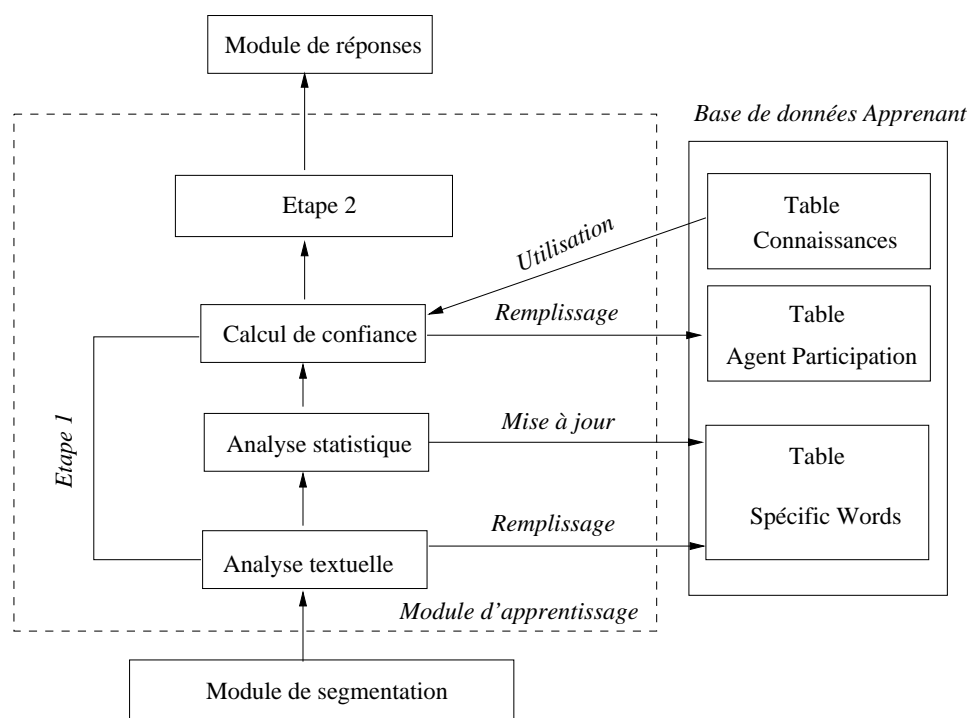 Module de réponses
Base de données Apprenant
Etape 2
Utilisation
Table
Connaissances
Calcul de confiance
Remplissage
Table
Agent Participation
Etape 1
Analyse statistique
Mise à jour
Table
Spécific Words
Analyse textuelle
Remplissage
Module d'apprentissage
Module de segmentation